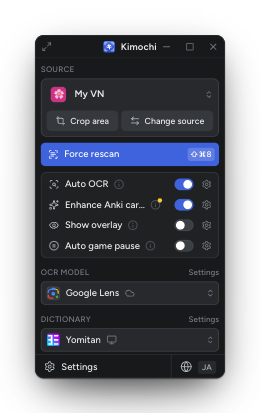 Kimochi
SOURCE
My VN
Crop area
Change source
Force rescan ⇧⌘8
Auto OCR
Enhance Anki car...
Show overlay
Auto game pause
OCR MODEL Settings
Google Lens
DICTIONARY Settings
Yomitan
Settings JA